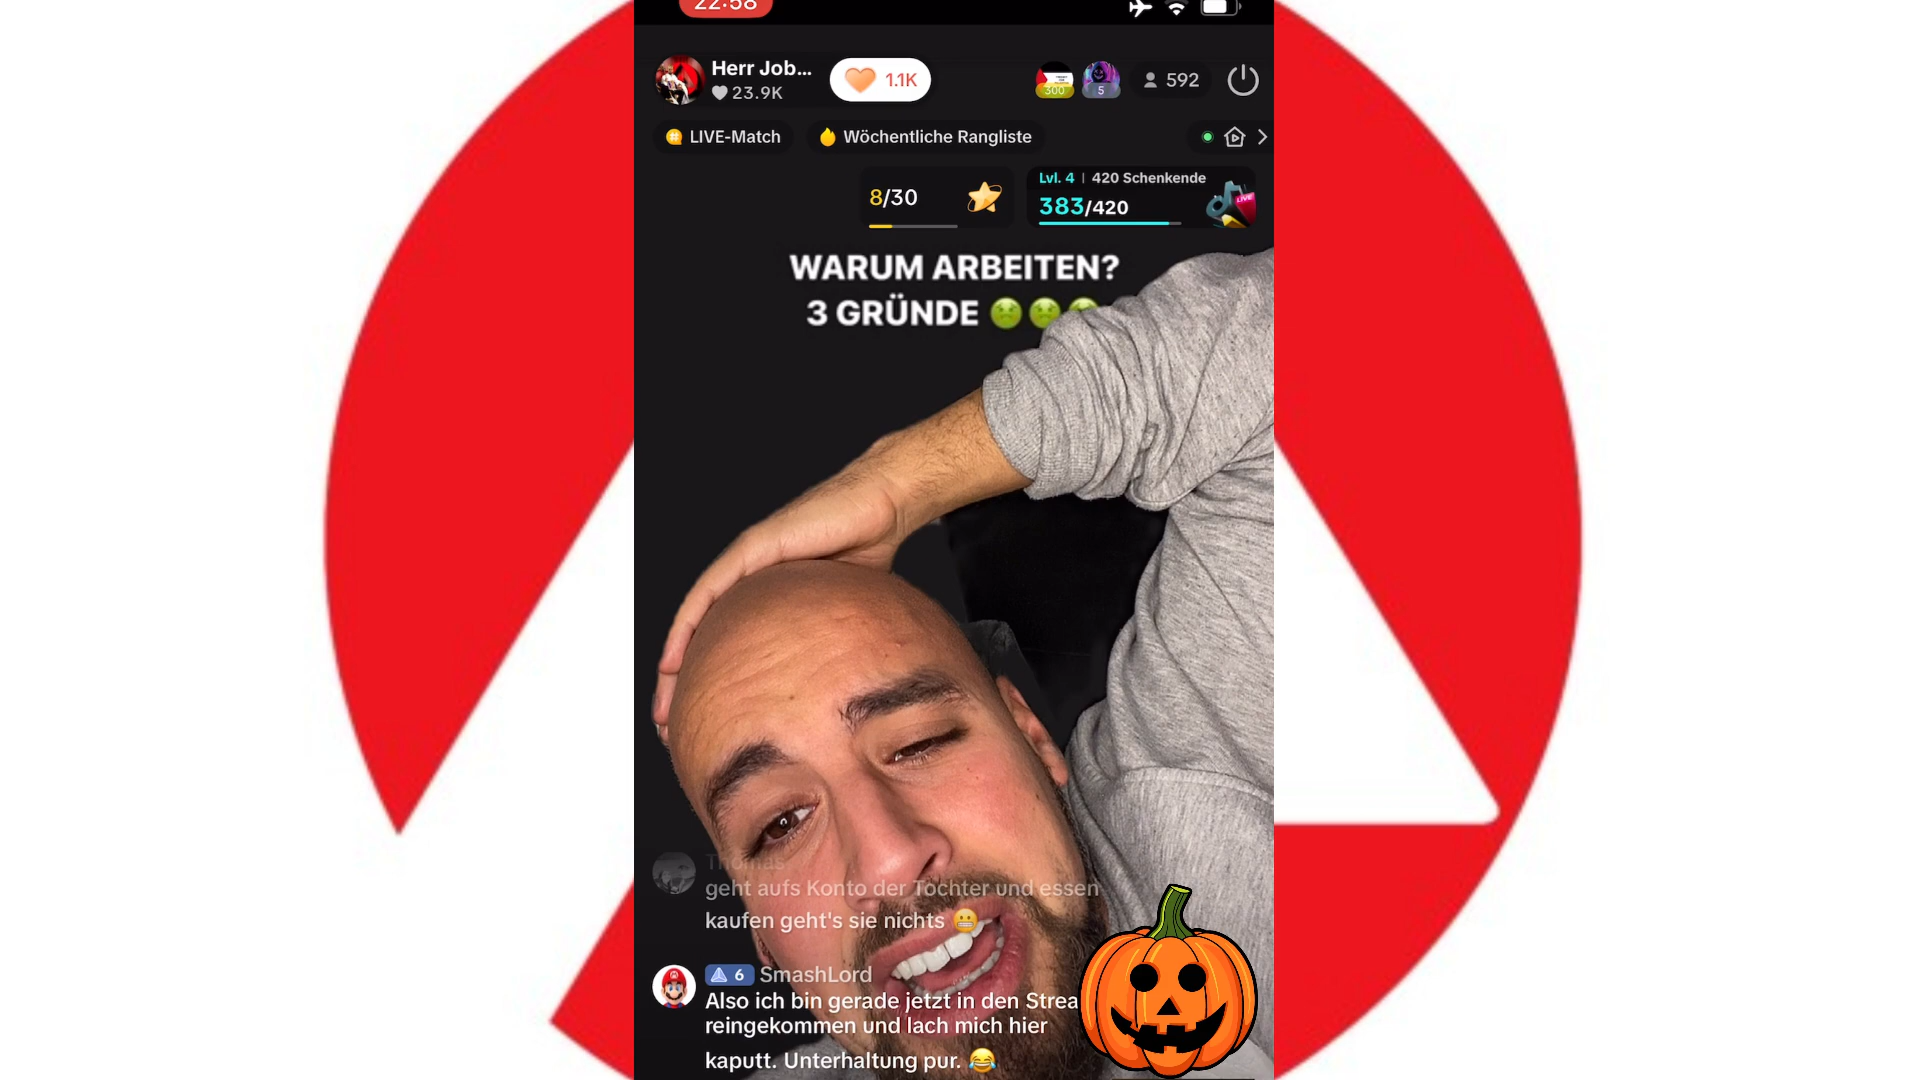 22:58
Herr Job...
1.1K
23.9K
300
5
592
LIVE-Match
Wöchentliche Rangliste
8/30
Lvl. 4 | 420 Schenkende
383/420
LIVE
WARUM ARBEITEN?
3 GRÜNDE 🤢🤢🤢
Thomas
geht aufs Konto der Tochter und essen
kaufen geht's sie nichts 😬
6 SmashLord
Also ich bin gerade jetzt in den Strea
reingekommen und lach mich hier
kaputt. Unterhaltung pur. 😂